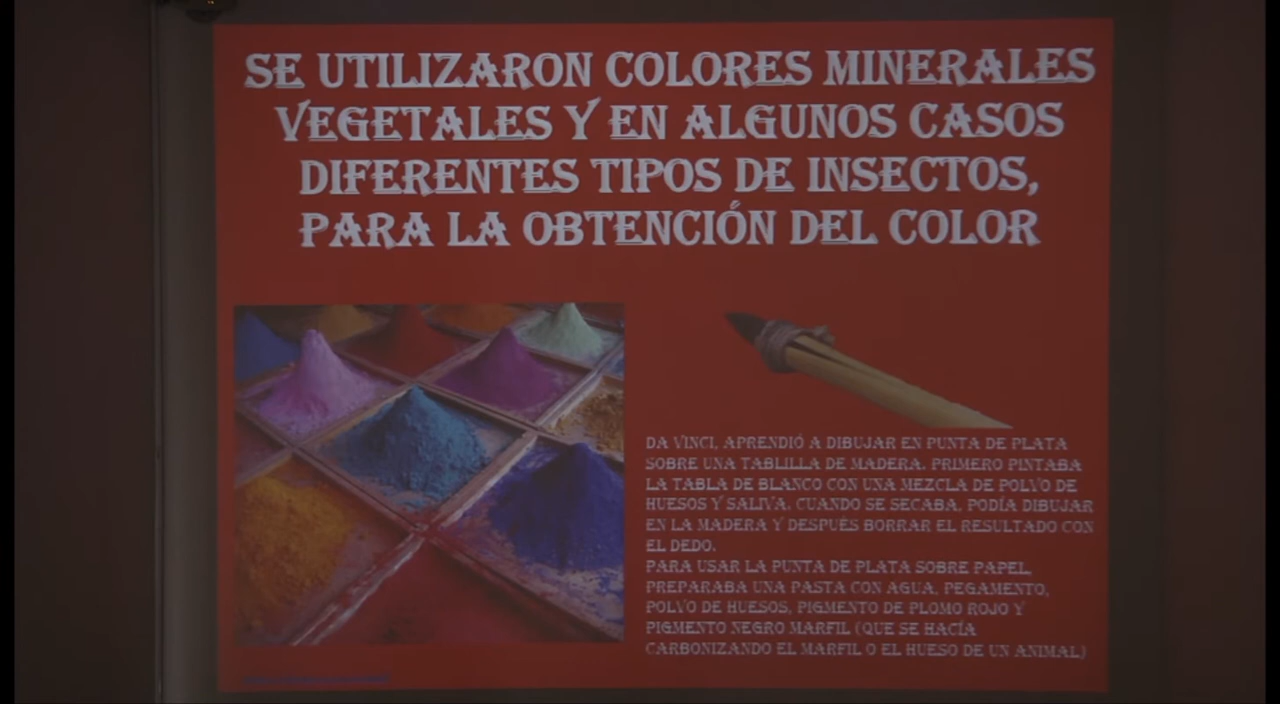 SE UTILIZARON COLORES MINERALES
VEGETALES Y EN ALGUNOS CASOS
DIFERENTES TIPOS DE INSECTOS,
PARA LA OBTENCIÓN DEL COLOR
DA VINCI, APRENDIÓ A DIBUJAR EN PUNTA DE PLATA
SOBRE UNA TABLILLA DE MADERA. PRIMERO PINTABA
LA TABLA DE BLANCO CON UNA MEZCLA DE POLVO DE
HUESOS Y SALIVA. CUANDO SE SECABA, PODÍA DIBUJAR
EN LA MADERA Y DESPUÉS BORRAR EL RESULTADO CON
EL DEDO.
PARA USAR LA PUNTA DE PLATA SOBRE PAPEL,
PREPARABA UNA PASTA CON AGUA, PEGAMENTO,
POLVO DE HUESOS, PIGMENTO DE PLOMO ROJO Y
PIGMENTO NEGRO MARFIL (QUE SE HACÍA
CARBONIZANDO EL MARFIL O EL HUESO DE UN ANIMAL)